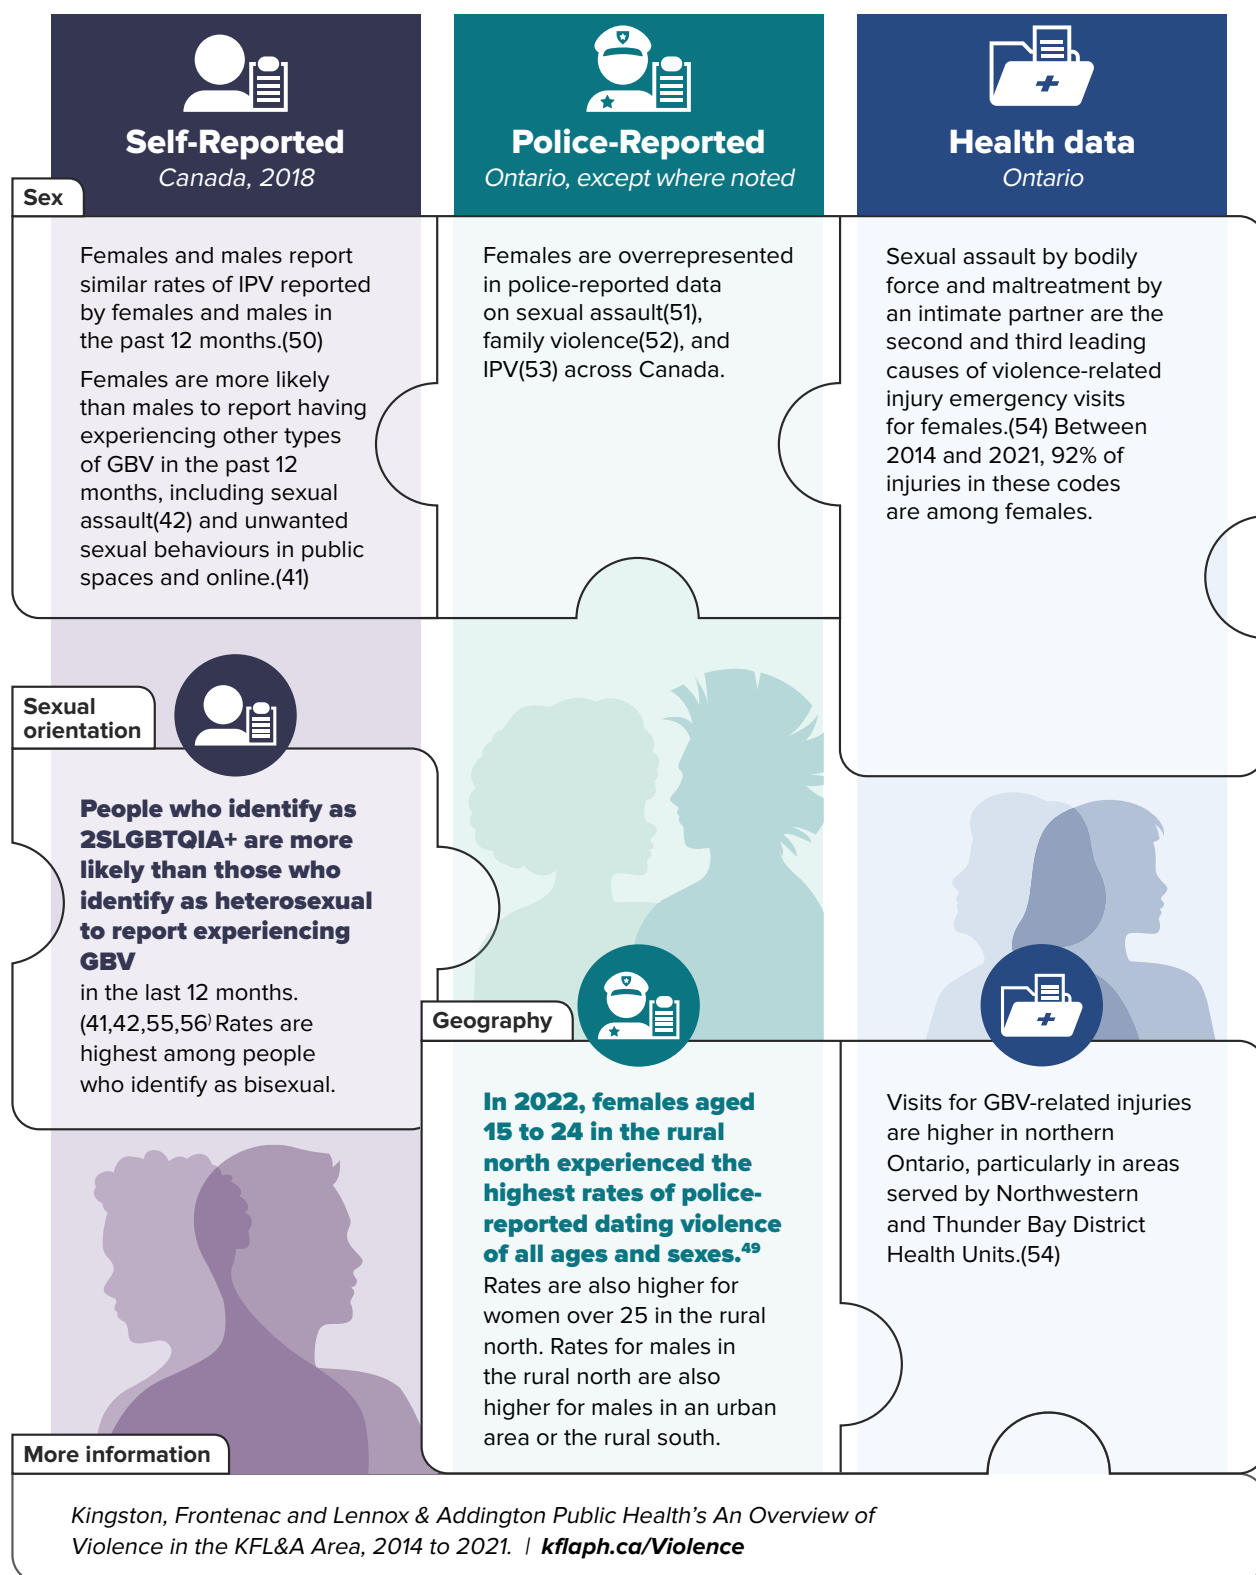 Self-Reported
Canada, 2018
Police-Reported
Ontario, except where noted
Health data
Ontario
Sex
Females and males report
similar rates of IPV reported
by females and males in
the past 12 months.(50)
Females are more likely
than males to report having
experiencing other types
of GBV in the past 12
months, including sexual
assault(42) and unwanted
sexual behaviours in public
spaces and online.(41)
Females are overrepresented
in police-reported data
on sexual assault(51),
family violence(52), and
IPV(53) across Canada.
Sexual assault by bodily
force and maltreatment by
an intimate partner are the
second and third leading
causes of violence-related
injury emergency visits
for females.(54) Between
2014 and 2021, 92% of
injuries in these codes
are among females.
Sexual
orientation
People who identify as
2SLGBTQIA+ are more
likely than those who
identify as heterosexual
to report experiencing
GBV
in the last 12 months.
(41,42,55,56) Rates are
highest among people
who identify as bisexual.
Geography
In 2022, females aged
15 to 24 in the rural
north experienced the
highest rates of police-
reported dating violence
of all ages and sexes.49
Rates are also higher for
women over 25 in the rural
north. Rates for males in
the rural north are also
higher for males in an urban
area or the rural south.
Visits for GBV-related injuries
are higher in northern
Ontario, particularly in areas
served by Northwestern
and Thunder Bay District
Health Units.(54)
More information
Kingston, Frontenac and Lennox & Addington Public Health's An Overview of
Violence in the KFL&A Area, 2014 to 2021. | kflaph.ca/Violence